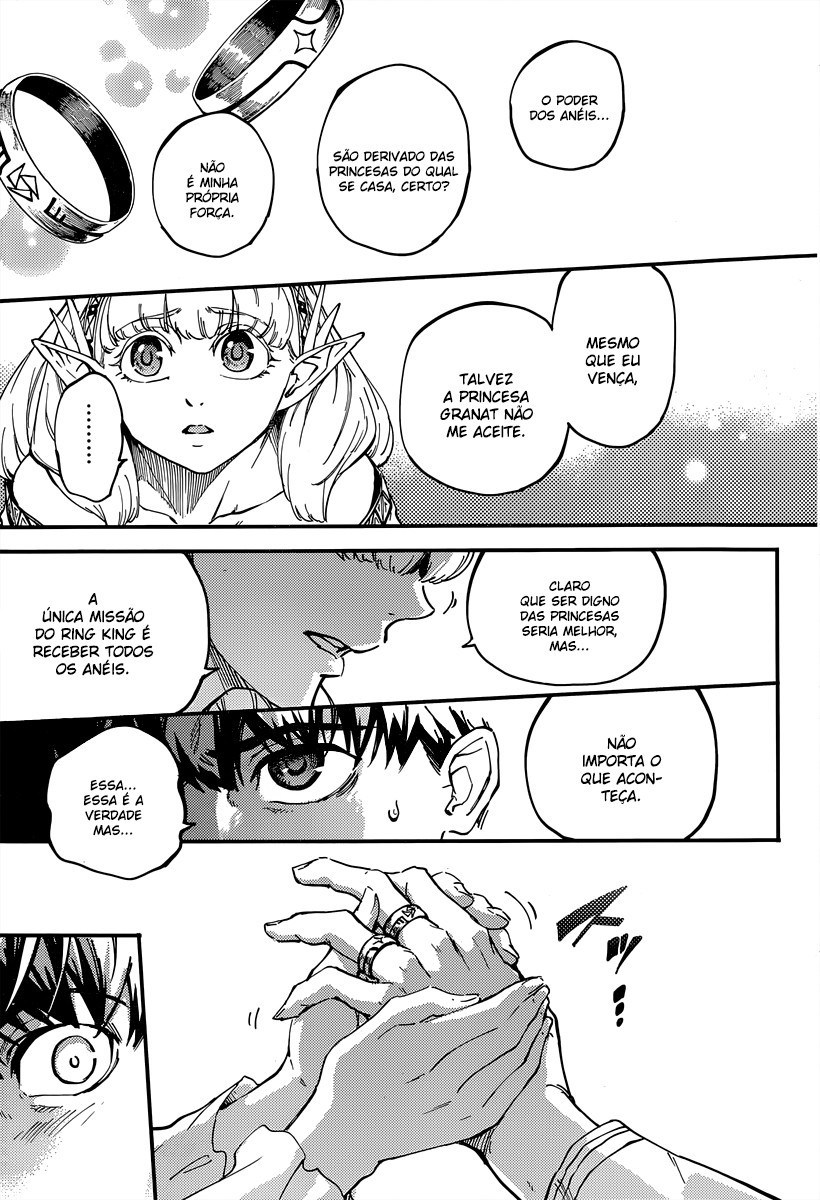 O PODER
DOS ANÉIS...
SÃO DERIVADO DAS
PRINCESAS DO QUAL
SE CASA, CERTO?
NÃO
É MINHA
PRÓPRIA
FORÇA.
MESMO
QUE EU
VENÇA,
TALVEZ
A PRINCESA
GRANAT NÃO
ME ACEITE.
........
CLARO
QUE SER DIGNO
DAS PRINCESAS
SERIA MELHOR,
MAS...
A
ÚNICA MISSÃO
DO RING KING É
RECEBER TODOS
OS ANÉIS.
NÃO
IMPORTA O
QUE ACON-
TEÇA.
ESSA...
ESSA É A
VERDADE
MAS...